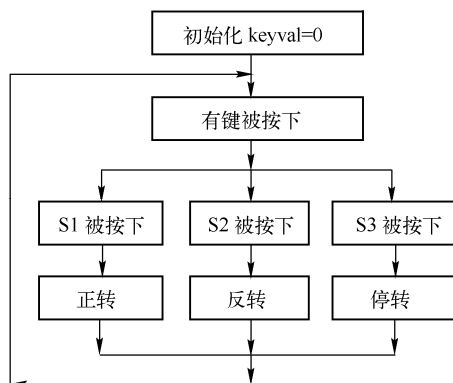 初始化 keyval=0
有键被按下
S1 被按下
S2 被按下
S3 被按下
正转
反转
停转